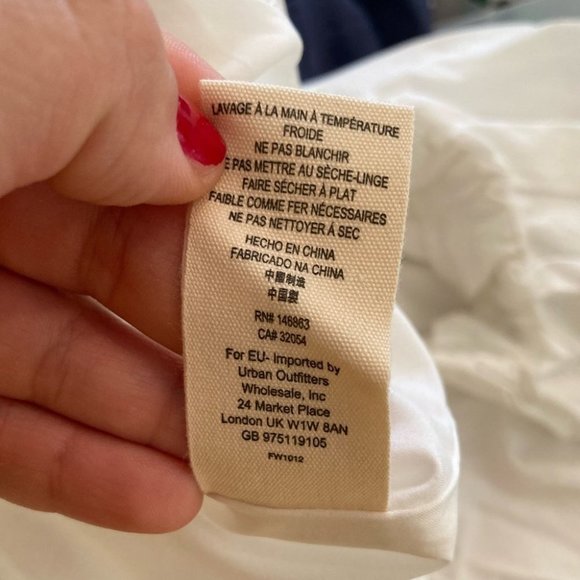 LAVAGE À LA MAIN À TEMPÉRATURE
FROIDE
NE PAS BLANCHIR
E PAS METTRE AU SÈCHE-LINGE
FAIRE SÉCHER À PLAT
FAIBLE COMME FER NÉCESSAIRES
NE PAS NETTOYER À SEC
HECHO EN CHINA
FABRICADO NA CHINA
中國制造
中国製
RN# 146863
CA# 32054
For EU- Imported by
Urban Outfitters
Wholesale, Inc
24 Market Place
London UK W1W 8AN
GB 975119105
FW1012